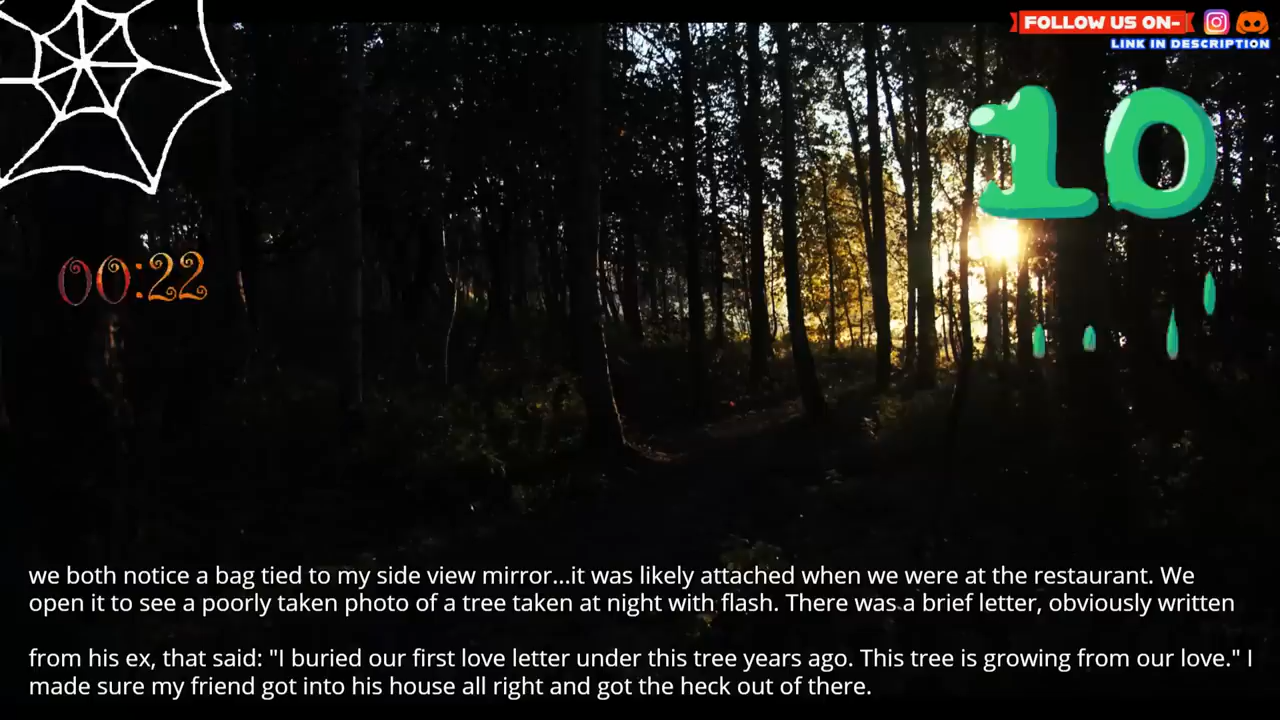 FOLLOW US ON-
LINK IN DESCRIPTION
10
00:22
we both notice a bag tied to my side view mirror...it was likely attached when we were at the restaurant. We
open it to see a poorly taken photo of a tree taken at night with flash. There was a brief letter, obviously written
from his ex, that said: "I buried our first love letter under this tree years ago. This tree is growing from our love." I
made sure my friend got into his house all right and got the heck out of there.